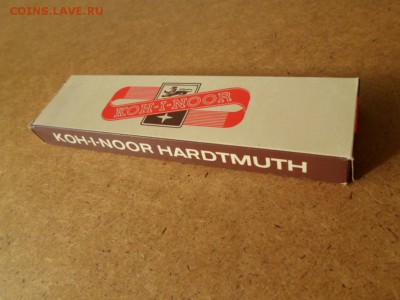 COINS.LAVE.RU
KOH-I-NOOR
KOH-I-NOOR HARDTMUTH